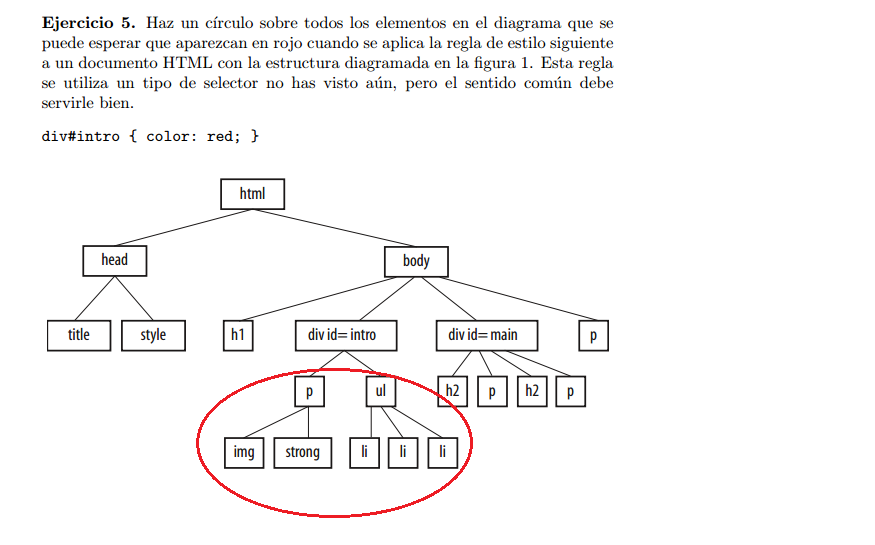 Ejercicio 5. Haz un círculo sobre todos los elementos en el diagrama que se
puede esperar que aparezcan en rojo cuando se aplica la regla de estilo siguiente
a un documento HTML con la estructura diagramada en la figura 1. Esta regla
se utiliza un tipo de selector no has visto aún, pero el sentido común debe
servirle bien.
div#intro { color: red; }
html
head
body
title
style
h1
div id= intro
div id= main
p
p
ul
h2
p
h2
p
img
strong
li
li
li